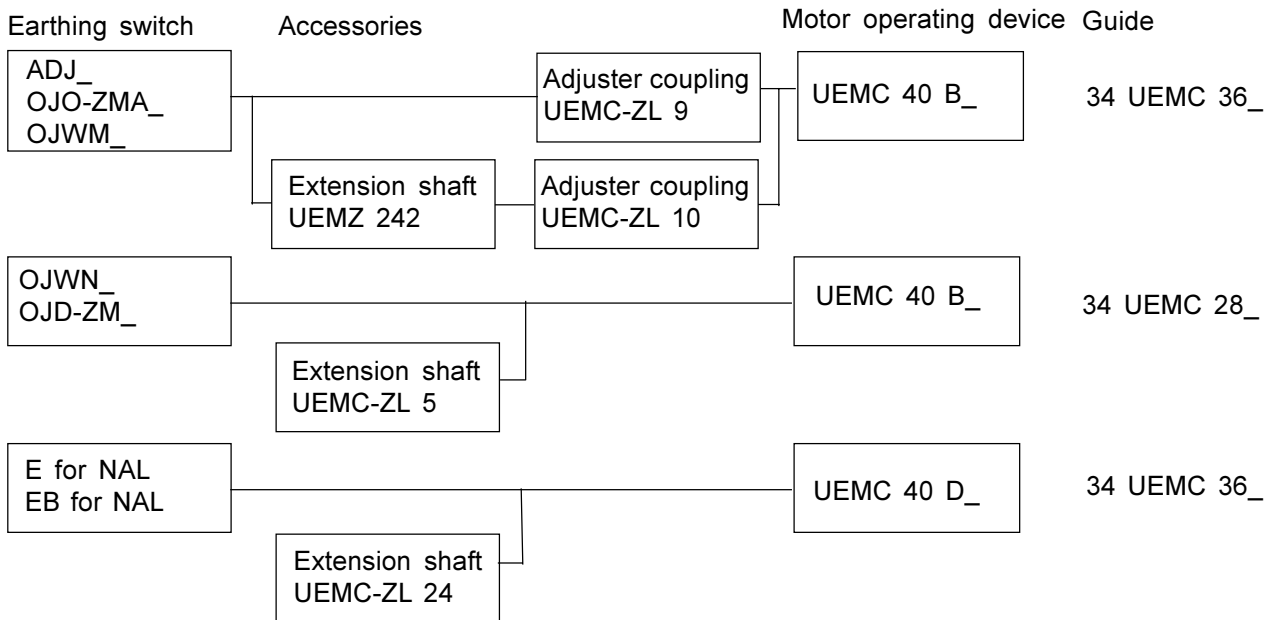 Earthing switch
Accessories
Motor operating device
Guide
ADJ_
OJO-ZMA_
OJWM_
Adjuster coupling
UEMC-ZL 9
UEMC 40 B_
34 UEMC 36_
Extension shaft
UEMZ 242
Adjuster coupling
UEMC-ZL 10
OJWN_
OJD-ZM_
UEMC 40 B_
34 UEMC 28_
Extension shaft
UEMC-ZL 5
E for NAL
EB for NAL
UEMC 40 D_
34 UEMC 36_
Extension shaft
UEMC-ZL 24